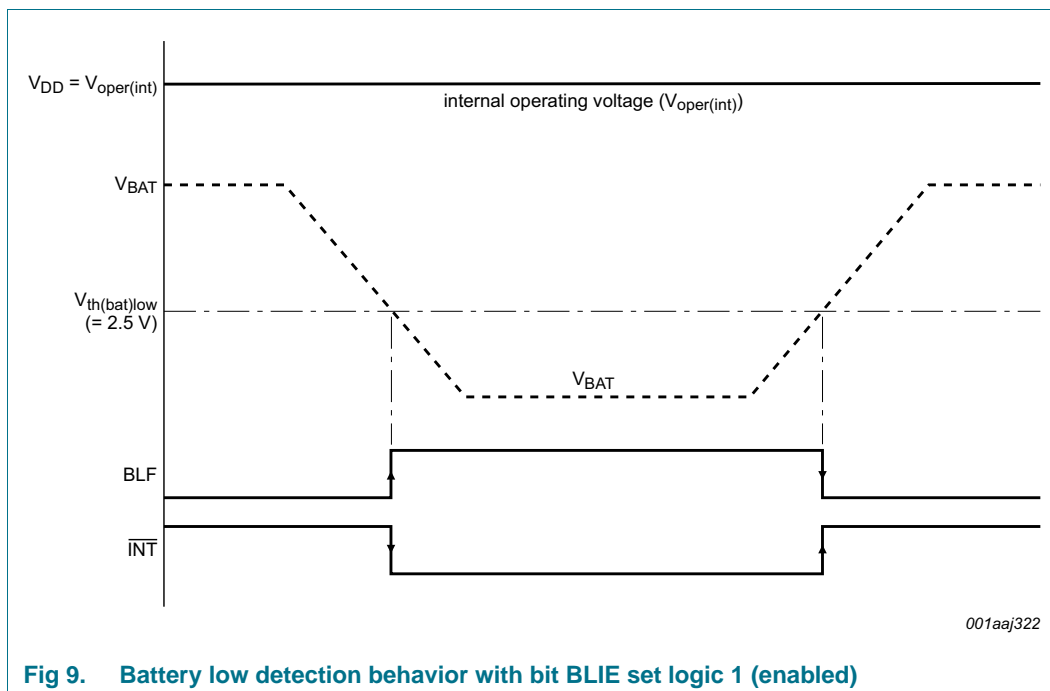 VDD = Voper(int)
internal operating voltage (Voper(int))
VBAT
Vth(bat)low
(= 2.5 V)
VBAT
BLF
INT
001aaj322
Fig 9. Battery low detection behavior with bit BLIE set logic 1 (enabled)